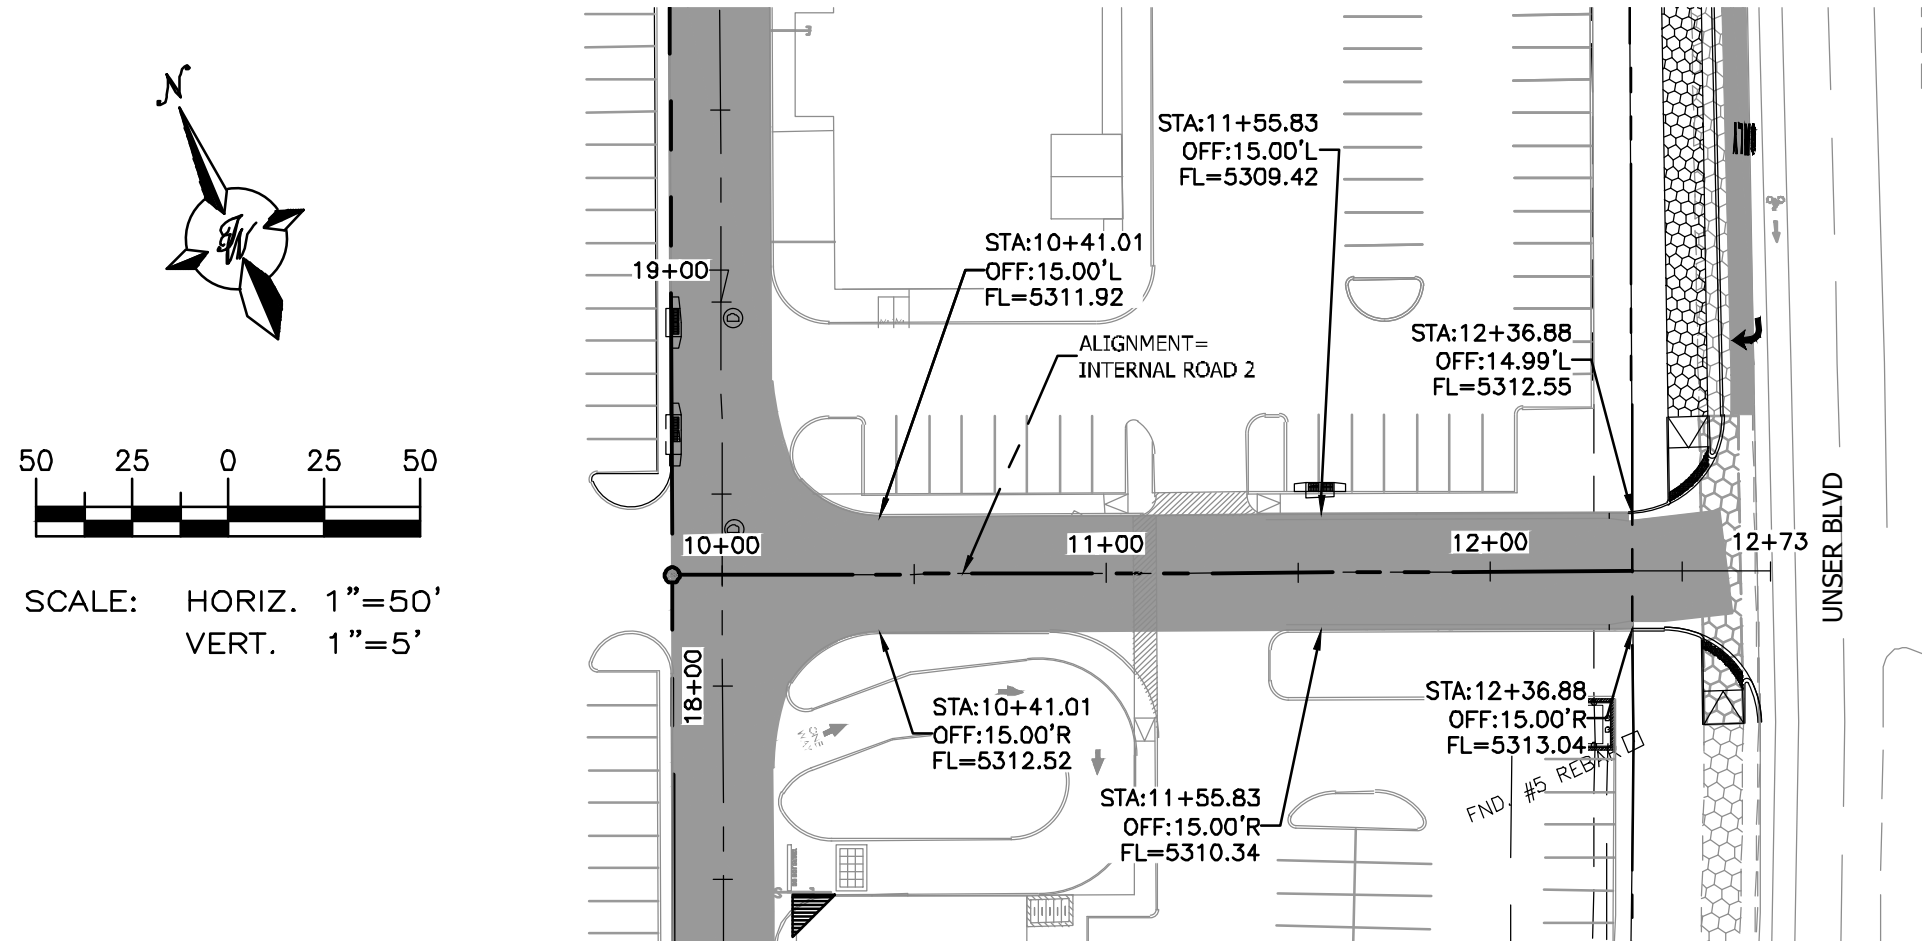 N
50 25 0 25 50
SCALE: HORIZ. 1"=50'
VERT. 1"=5'
STA:11+55.83
OFF:15.00'L
FL=5309.42
STA:10+41.01
OFF:15.00'L
FL=5311.92
19+00
D
ALIGNMENT=
INTERNAL ROAD 2
STA:12+36.88
OFF:14.99'L
FL=5312.55
ONLY
D
10+00
11+00
12+00
12+73
UNSER BLVD
18+00
STA:10+41.01
OFF:15.00'R
FL=5312.52
ONE
WAY
STA:11+55.83
OFF:15.00'R
FL=5310.34
STA:12+36.88
OFF:15.00'R
FL=5313.04
FND. #5 REBAR